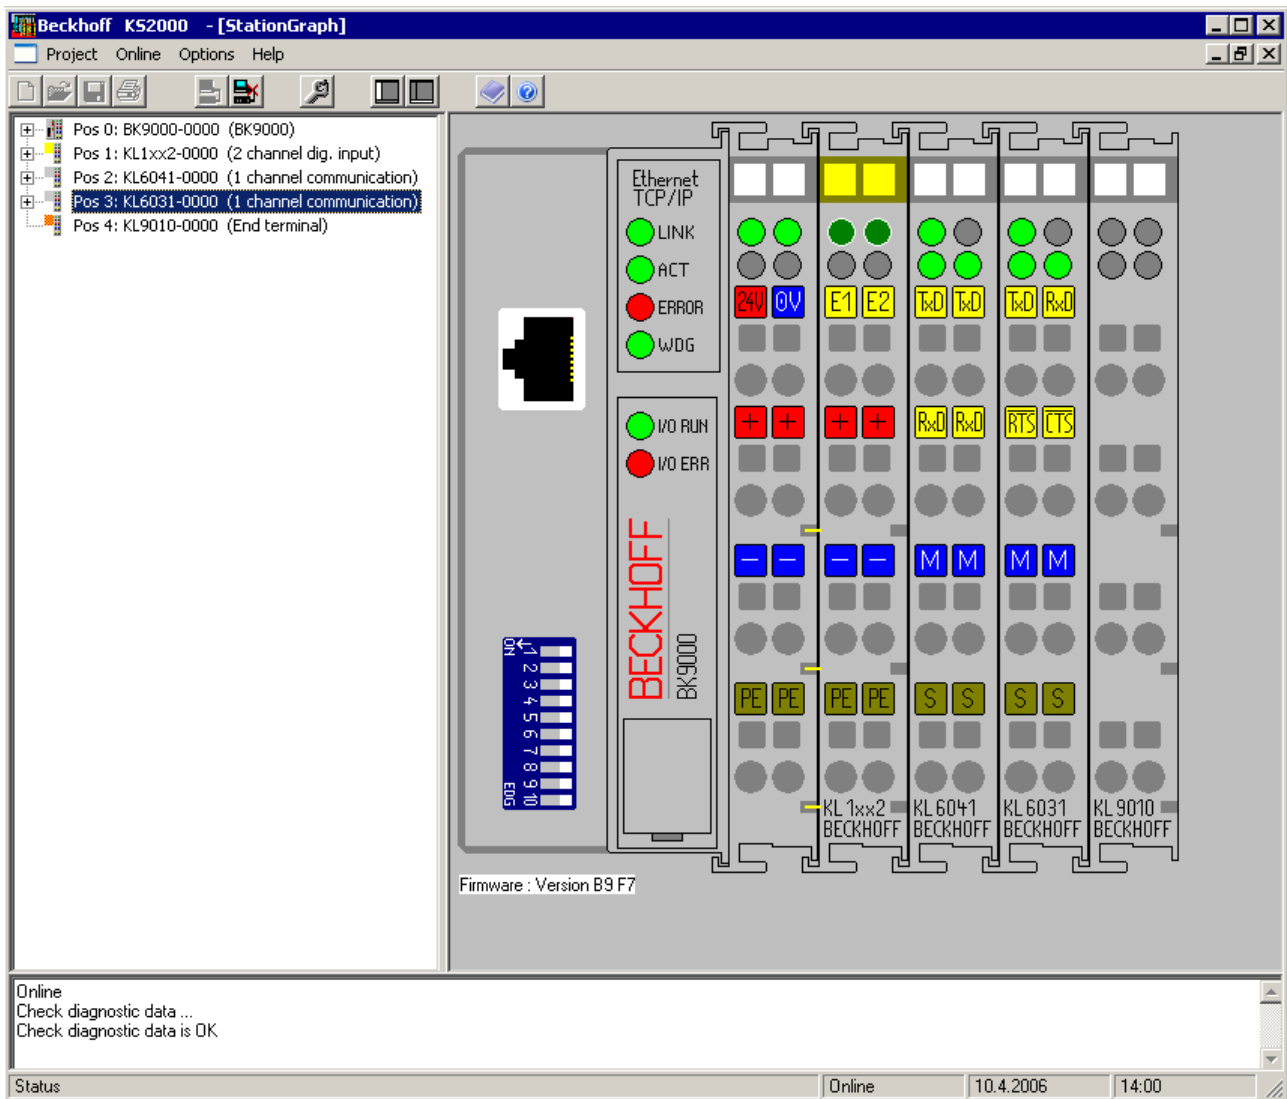 Beckhoff KS2000 - [StationGraph]
Project Online Options Help
Pos 0: BK9000-0000 (BK9000)
Pos 1: KL1xx2-0000 (2 channel dig. input)
Pos 2: KL6041-0000 (1 channel communication)
Pos 3: KL6031-0000 (1 channel communication)
Pos 4: KL9010-0000 (End terminal)
Ethernet
TCP/IP
LINK
ACT
ERROR
WDG
I/O RUN
I/O ERR
BECKHOFF
BK9000
ON
1
2
3
4
5
6
7
8
9
10
EDG
24V 0V E1 E2 TxD TxD TxD RxD
+ + + + RxD RxD RTS CTS
− − − − M M M M
PE PE PE PE S S S S
KL1xx2 KL6041 KL6031 KL9010
BECKHOFF BECKHOFF BECKHOFF BECKHOFF
Firmware : Version B9 F7
Online
Check diagnostic data ...
Check diagnostic data is OK
Status Online 10.4.2006 14:00